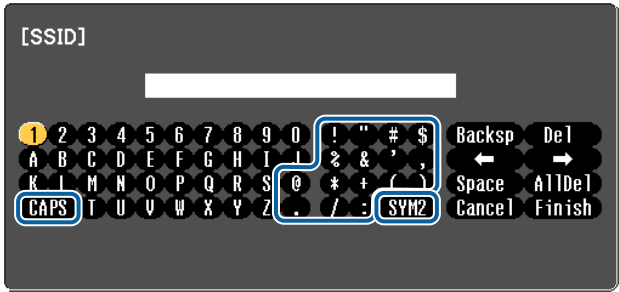 [SSID]
1 2 3 4 5 6 7 8 9 0 ! " # $ Backsp Del
A B C D E F G H I J % & ' , ← →
K L M N O P Q R S @ * + ( ) Space AllDel
CAPS T U V W X Y Z . / : SYM2 Cancel Finish